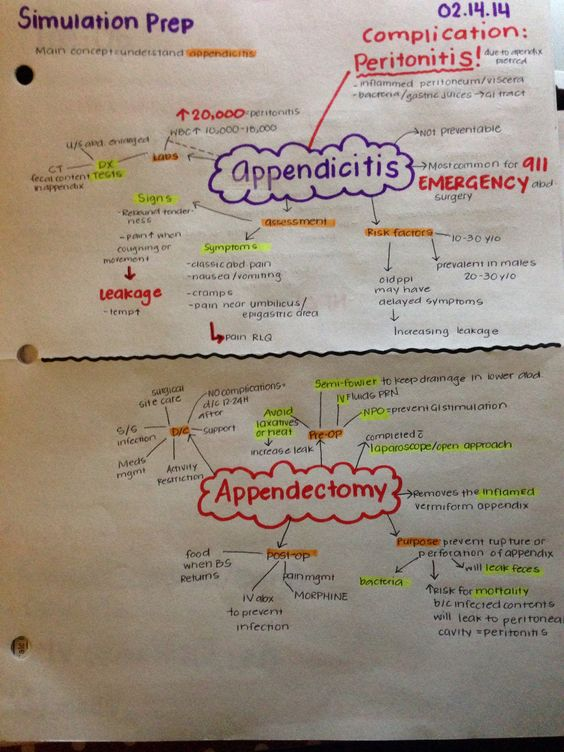 Simulation Prep
02.14.14
Main concept = understand appendicitis
Complication:
Peritonitis!
due to apendix
- inflammed peritoneum/viscera
- bacteria/gastric juices → GI tract
↑ 20,000 = peritonitis
WBC ↑ 10,000-18,000
Labs
U/S abd. enlarged
DX
Tests
CT
fecal content
in appendix
appendicitis
Not preventable
Most common for 911
EMERGENCY abd
surgery
Signs
- Rebound tender-
ness
- pain ↑ when
coughing or
movement
Leakage
- temp ↑
assessment
Symptoms
- classic abd pain
- nausea/vomiting
- cramps
- pain near umbilicus/
epigastric area
pain RLQ
Risk factors
10-30 y/o
prevalent in males
20-30 y/o
old ppl
may have
delayed symptoms
Increasing leakage
surgical
site care
NO complications =
d/c 12-24H
after
support
D/C
S/S
infection
Meds
mgmt
Activity
Restriction
Semi-fowler to keep drainage in lower abd
IV Fluids PRN
NPO = prevent GI stimulation
Avoid
laxatives
or heat
increase leak
Pre-op
completed c̄
laparoscope/open approach
Appendectomy
Removes the inflamed
vermiform appendix
post-op
food
when BS
Returns
IV abx
to prevent
infection
pain mgmt
MORPHINE
Purpose prevent rupture or
perforation of appendix
will leak feces
bacteria
↑ Risk for mortality
b/c infected contents
will leak to peritoneal
cavity = peritonitis